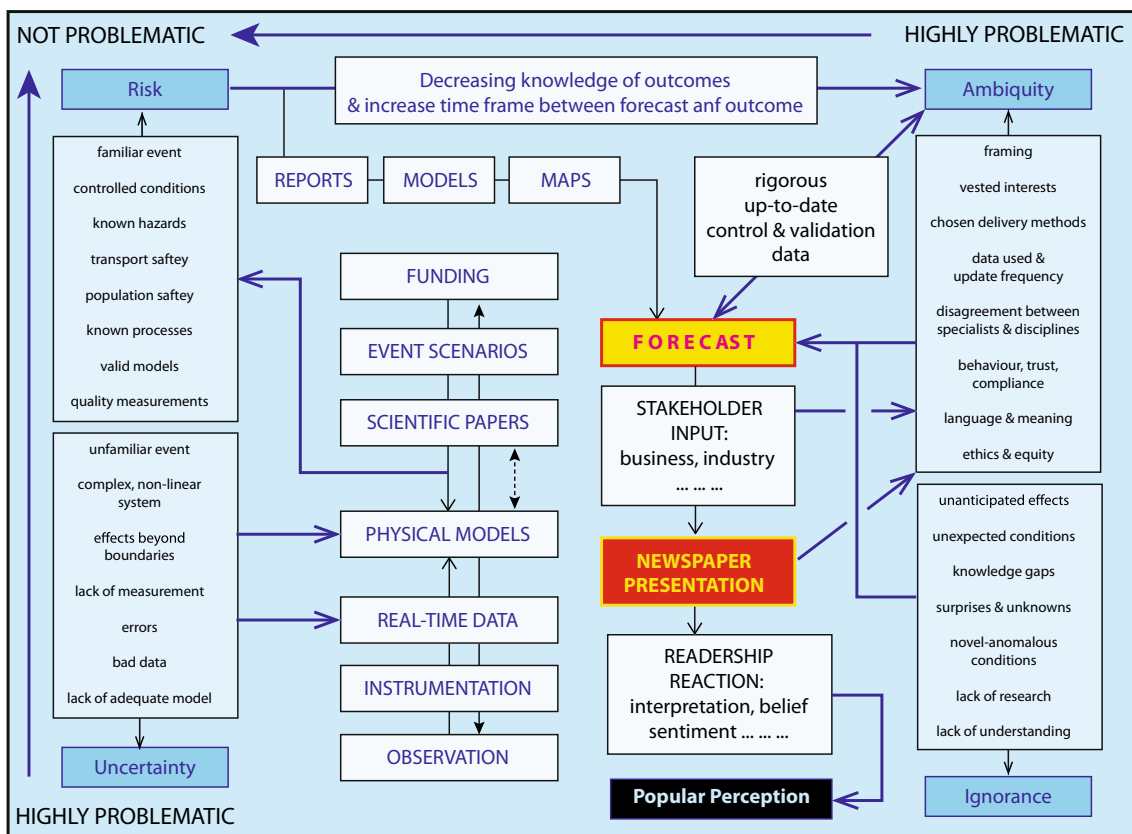 NOT PROBLEMATIC
HIGHLY PROBLEMATIC
Risk
Decreasing knowledge of outcomes
& increase time frame between forecast anf outcome
Ambiquity
familiar event
controlled conditions
known hazards
transport saftey
population saftey
known processes
valid models
quality measurements
REPORTS
MODELS
MAPS
rigorous
up-to-date
control & validation
data
framing
vested interests
chosen delivery methods
data used &
update frequency
disagreement between
specialists & disciplines
behaviour, trust,
compliance
language & meaning
ethics & equity
FUNDING
EVENT SCENARIOS
SCIENTIFIC PAPERS
PHYSICAL MODELS
REAL-TIME DATA
INSTRUMENTATION
OBSERVATION
FORECAST
STAKEHOLDER
INPUT:
business, industry
... ... ...
NEWSPAPER
PRESENTATION
READERSHIP
REACTION:
interpretation, belief
sentiment ... ... ...
Popular Perception
unfamiliar event
complex, non-linear
system
effects beyond
boundaries
lack of measurement
errors
bad data
lack of adequate model
Uncertainty
unanticipated effects
unexpected conditions
knowledge gaps
surprises & unknowns
novel-anomalous
conditions
lack of research
lack of understanding
Ignorance
HIGHLY PROBLEMATIC